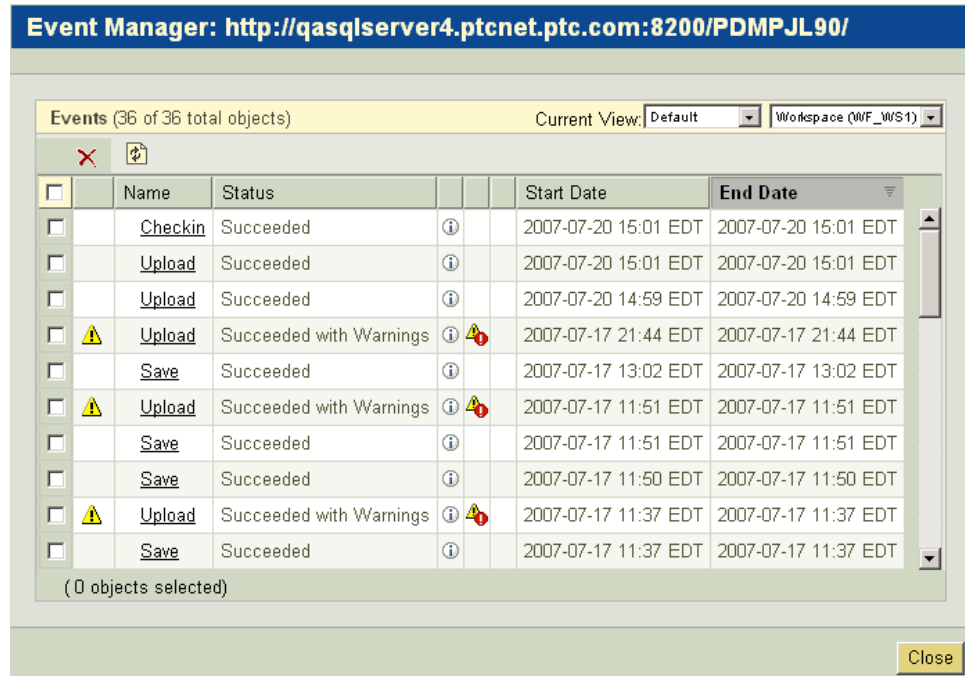 Event Manager: http://qasqlserver4.ptcnet.ptc.com:8200/PDMPJL90/
Events (36 of 36 total objects) Current View: Default Workspace (WF_WS1)
Name Status Start Date End Date
Checkin Succeeded 2007-07-20 15:01 EDT 2007-07-20 15:01 EDT
Upload Succeeded 2007-07-20 15:01 EDT 2007-07-20 15:01 EDT
Upload Succeeded 2007-07-20 14:59 EDT 2007-07-20 14:59 EDT
Upload Succeeded with Warnings 2007-07-17 21:44 EDT 2007-07-17 21:44 EDT
Save Succeeded 2007-07-17 13:02 EDT 2007-07-17 13:02 EDT
Upload Succeeded with Warnings 2007-07-17 11:51 EDT 2007-07-17 11:51 EDT
Save Succeeded 2007-07-17 11:51 EDT 2007-07-17 11:51 EDT
Save Succeeded 2007-07-17 11:50 EDT 2007-07-17 11:50 EDT
Upload Succeeded with Warnings 2007-07-17 11:37 EDT 2007-07-17 11:37 EDT
Save Succeeded 2007-07-17 11:37 EDT 2007-07-17 11:37 EDT
( 0 objects selected)
Close